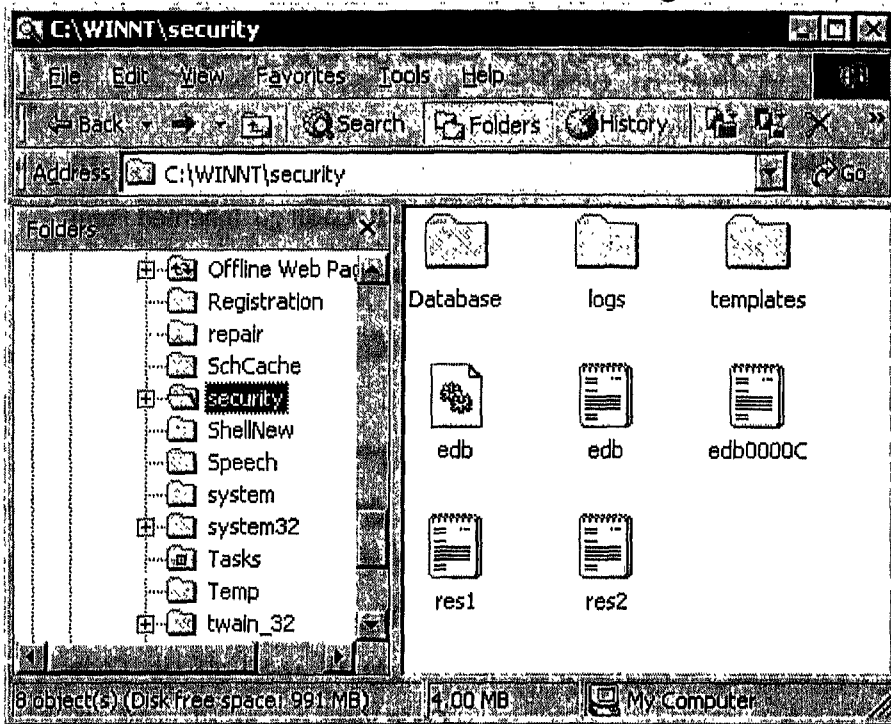 C:\WINNT\security
File Edit View Favorites Tools Help
Back Search Folders History
Address C:\WINNT\security Go
Folders
Offline Web Pag
Registration
repair
SchCache
security
ShellNew
Speech
system
system32
Tasks
Temp
twain_32
Database logs templates
edb edb edb0000C
res1 res2
8 object(s) (Disk free space: 991 MB) 4.00 MB My Computer